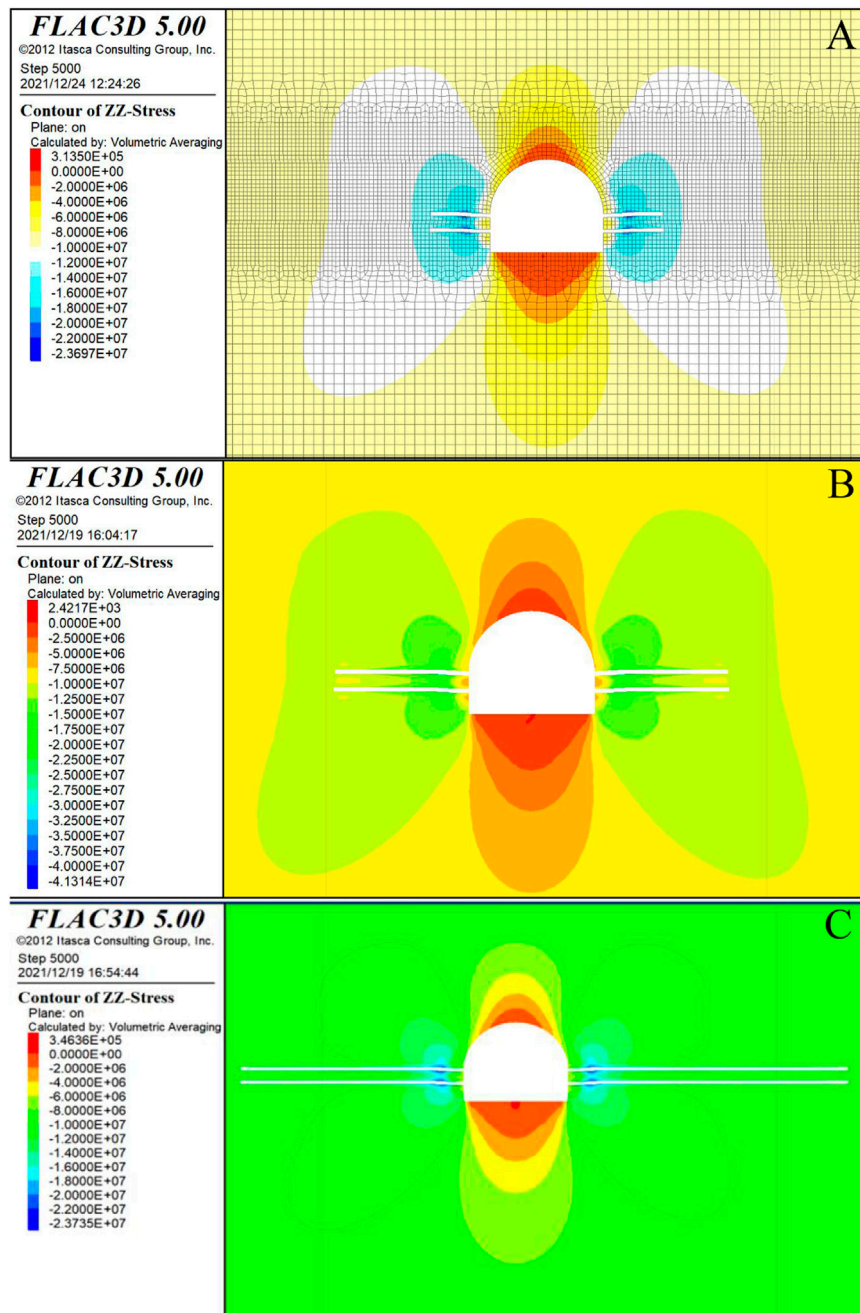 FLAC3D 5.00
©2012 Itasca Consulting Group, Inc.
Step 5000
2021/12/24 12:24:26
Contour of ZZ-Stress
Plane: on
Calculated by: Volumetric Averaging
3.1350E+05
0.0000E+00
-2.0000E+06
-4.0000E+06
-6.0000E+06
-8.0000E+06
-1.0000E+07
-1.2000E+07
-1.4000E+07
-1.6000E+07
-1.8000E+07
-2.0000E+07
-2.2000E+07
-2.3697E+07
A
FLAC3D 5.00
©2012 Itasca Consulting Group, Inc.
Step 5000
2021/12/19 16:04:17
Contour of ZZ-Stress
Plane: on
Calculated by: Volumetric Averaging
2.4217E+03
0.0000E+00
-2.5000E+06
-5.0000E+06
-7.5000E+06
-1.0000E+07
-1.2500E+07
-1.5000E+07
-1.7500E+07
-2.0000E+07
-2.2500E+07
-2.5000E+07
-2.7500E+07
-3.0000E+07
-3.2500E+07
-3.5000E+07
-3.7500E+07
-4.0000E+07
-4.1314E+07
B
FLAC3D 5.00
©2012 Itasca Consulting Group, Inc.
Step 5000
2021/12/19 16:54:44
Contour of ZZ-Stress
Plane: on
Calculated by: Volumetric Averaging
3.4636E+05
0.0000E+00
-2.0000E+06
-4.0000E+06
-6.0000E+06
-8.0000E+06
-1.0000E+07
-1.2000E+07
-1.4000E+07
-1.6000E+07
-1.8000E+07
-2.0000E+07
-2.2000E+07
-2.3735E+07
C